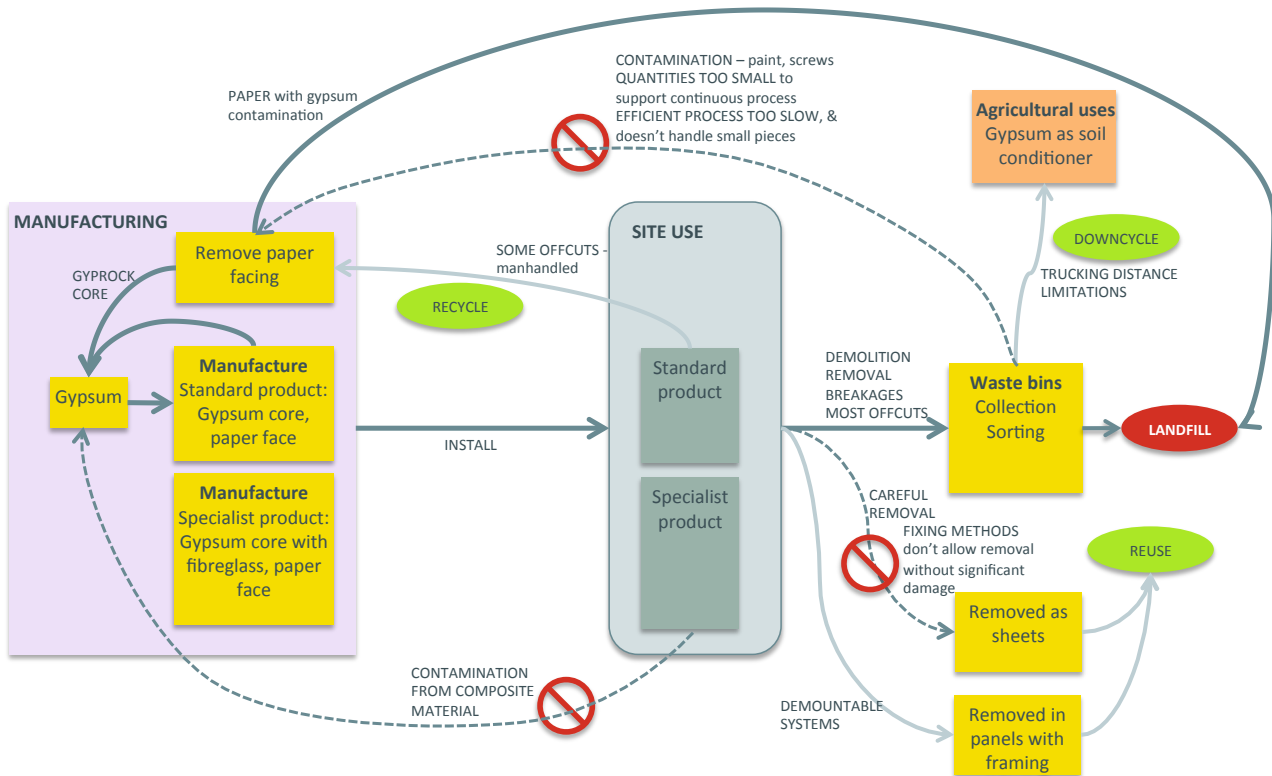 CONTAMINATION – paint, screws
QUANTITIES TOO SMALL to
support continuous process
EFFICIENT PROCESS TOO SLOW, &
doesn't handle small pieces
PAPER with gypsum
contamination
Agricultural uses
Gypsum as soil
conditioner
MANUFACTURING
Remove paper
facing
GYPROCK
CORE
SITE USE
SOME OFFCUTS -
manhandled
RECYCLE
DOWNCYCLE
TRUCKING DISTANCE
LIMITATIONS
Gypsum
Manufacture
Standard product:
Gypsum core,
paper face
INSTALL
Standard
product
DEMOLITION
REMOVAL
BREAKAGES
MOST OFFCUTS
Waste bins
Collection
Sorting
LANDFILL
Manufacture
Specialist product:
Gypsum core with
fibreglass, paper
face
Specialist
product
CAREFUL
REMOVAL
FIXING METHODS
don't allow removal
without significant
damage
REUSE
Removed as
sheets
CONTAMINATION
FROM COMPOSITE
MATERIAL
DEMOUNTABLE
SYSTEMS
Removed in
panels with
framing